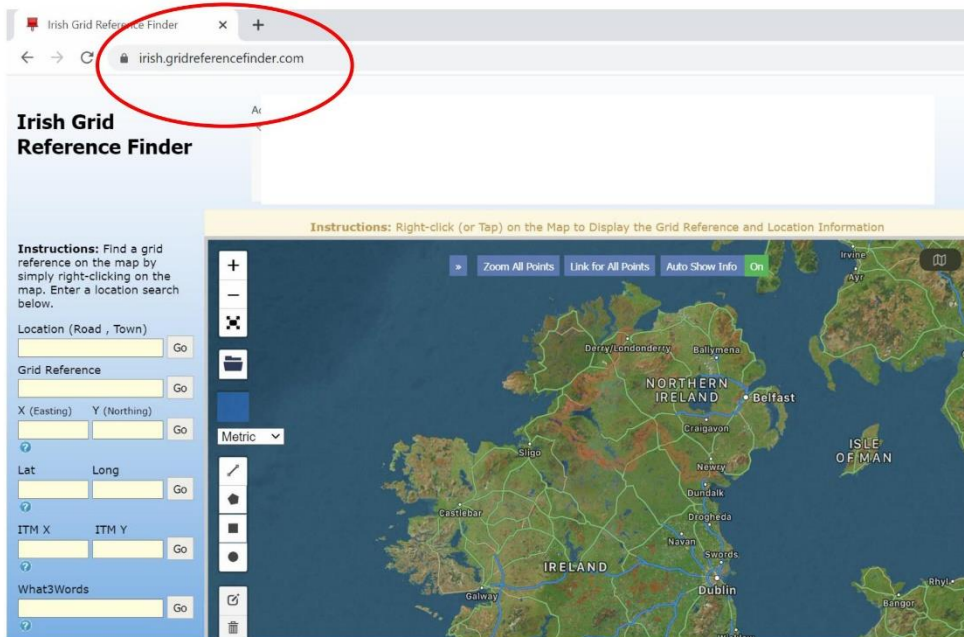 Irish Grid Reference Finder
irish.gridreferencefinder.com
Irish Grid
Reference Finder
Instructions: Right-click (or Tap) on the Map to Display the Grid Reference and Location Information
Instructions: Find a grid
reference on the map by
simply right-clicking on the
map. Enter a location search
below.
Location (Road , Town)
Go
Grid Reference
Go
X (Easting) Y (Northing)
Go
Lat Long
Go
ITM X ITM Y
Go
What3Words
Go
» Zoom All Points Link for All Points Auto Show Info On
Metric
Irvine
Ayr
Derry/Londonderry
Ballymena
NORTHERN
IRELAND
Belfast
Craigavon
ISLE
OF MAN
Sligo
Newry
Dundalk
Castlebar
Drogheda
Navan
Swords
IRELAND
Dublin
Galway
Rhyl
Bangor